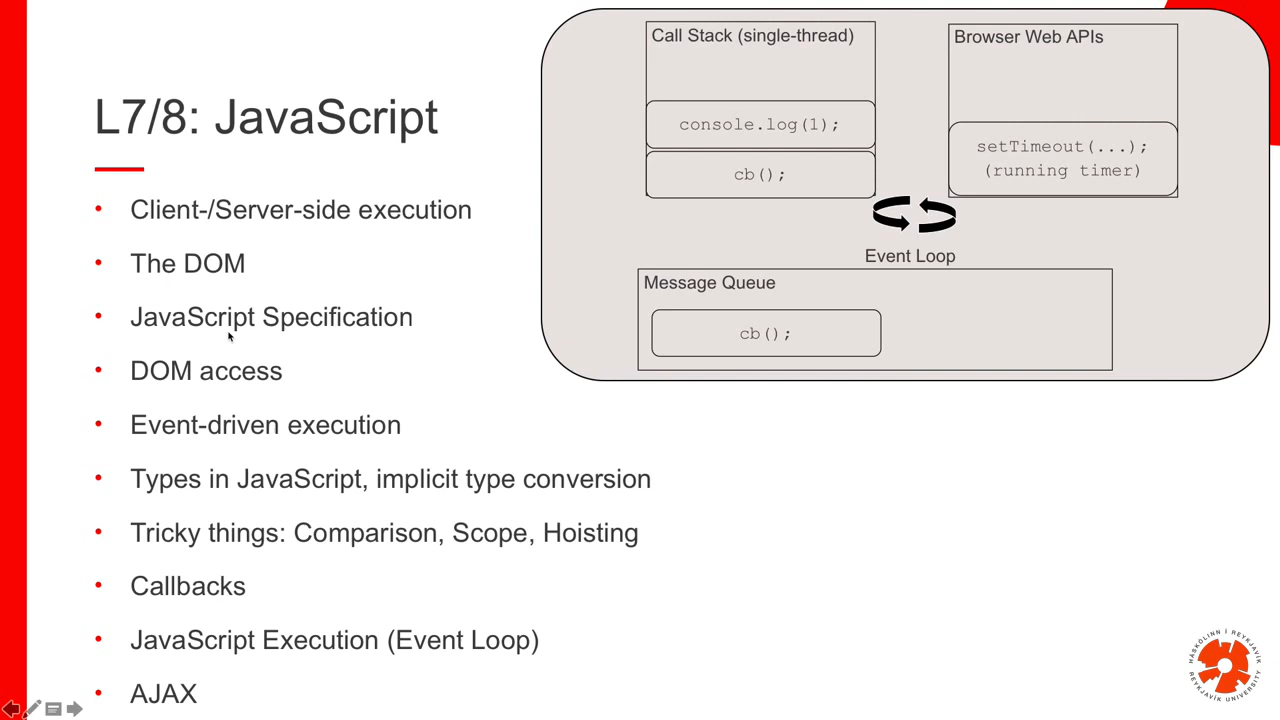 L7/8: JavaScript
• Client-/Server-side execution
• The DOM
• JavaScript Specification
• DOM access
• Event-driven execution
• Types in JavaScript, implicit type conversion
• Tricky things: Comparison, Scope, Hoisting
• Callbacks
• JavaScript Execution (Event Loop)
• AJAX
Call Stack (single-thread)
console.log(1);
cb();
Browser Web APIs
setTimeout(...);
(running timer)
Event Loop
Message Queue
cb();
HÁSKÓLINN Í REYKJAVÍK
REYKJAVÍK UNIVERSITY